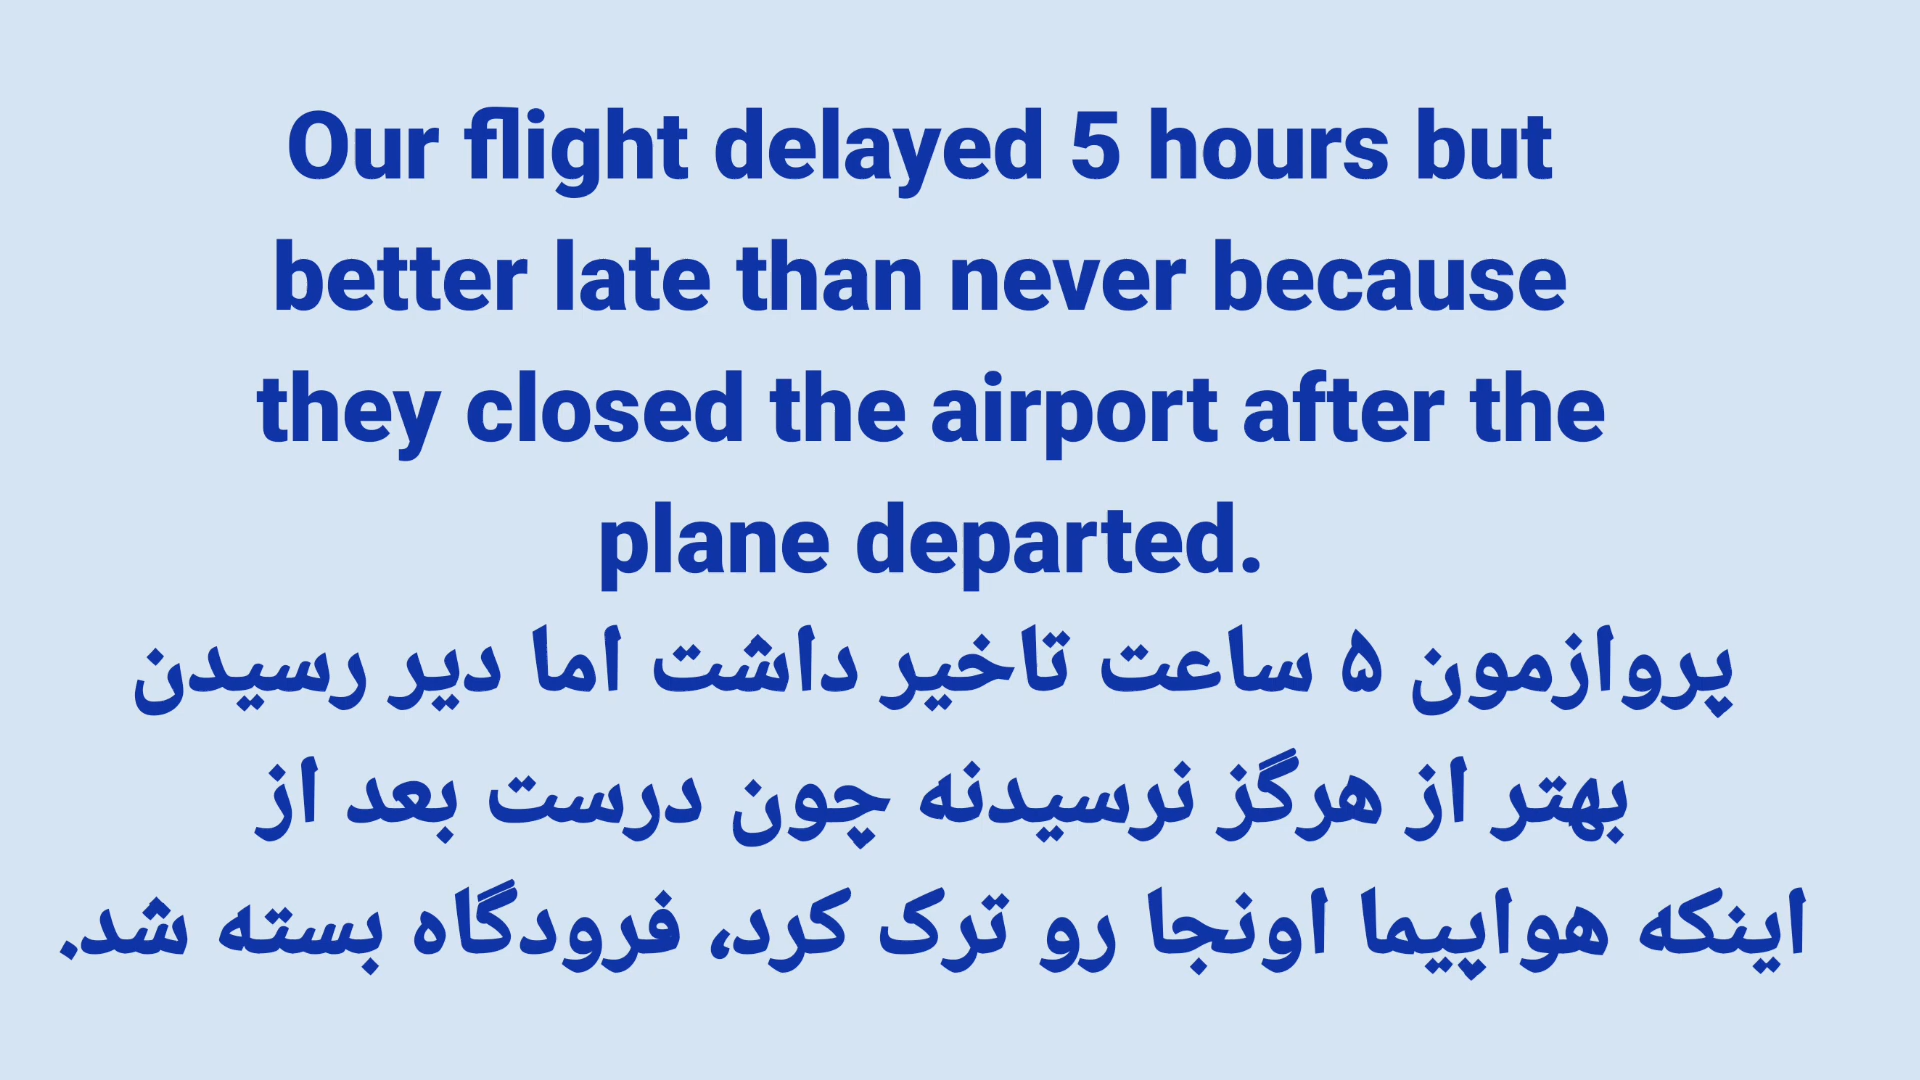 Our flight delayed 5 hours but
better late than never because
they closed the airport after the
plane departed.
پروازمون ۵ ساعت تاخیر داشت اما دیر رسیدن
بهتر از هرگز نرسیدنه چون درست بعد از
اینکه هواپیما اونجا رو ترک کرد، فرودگاه بسته شد.